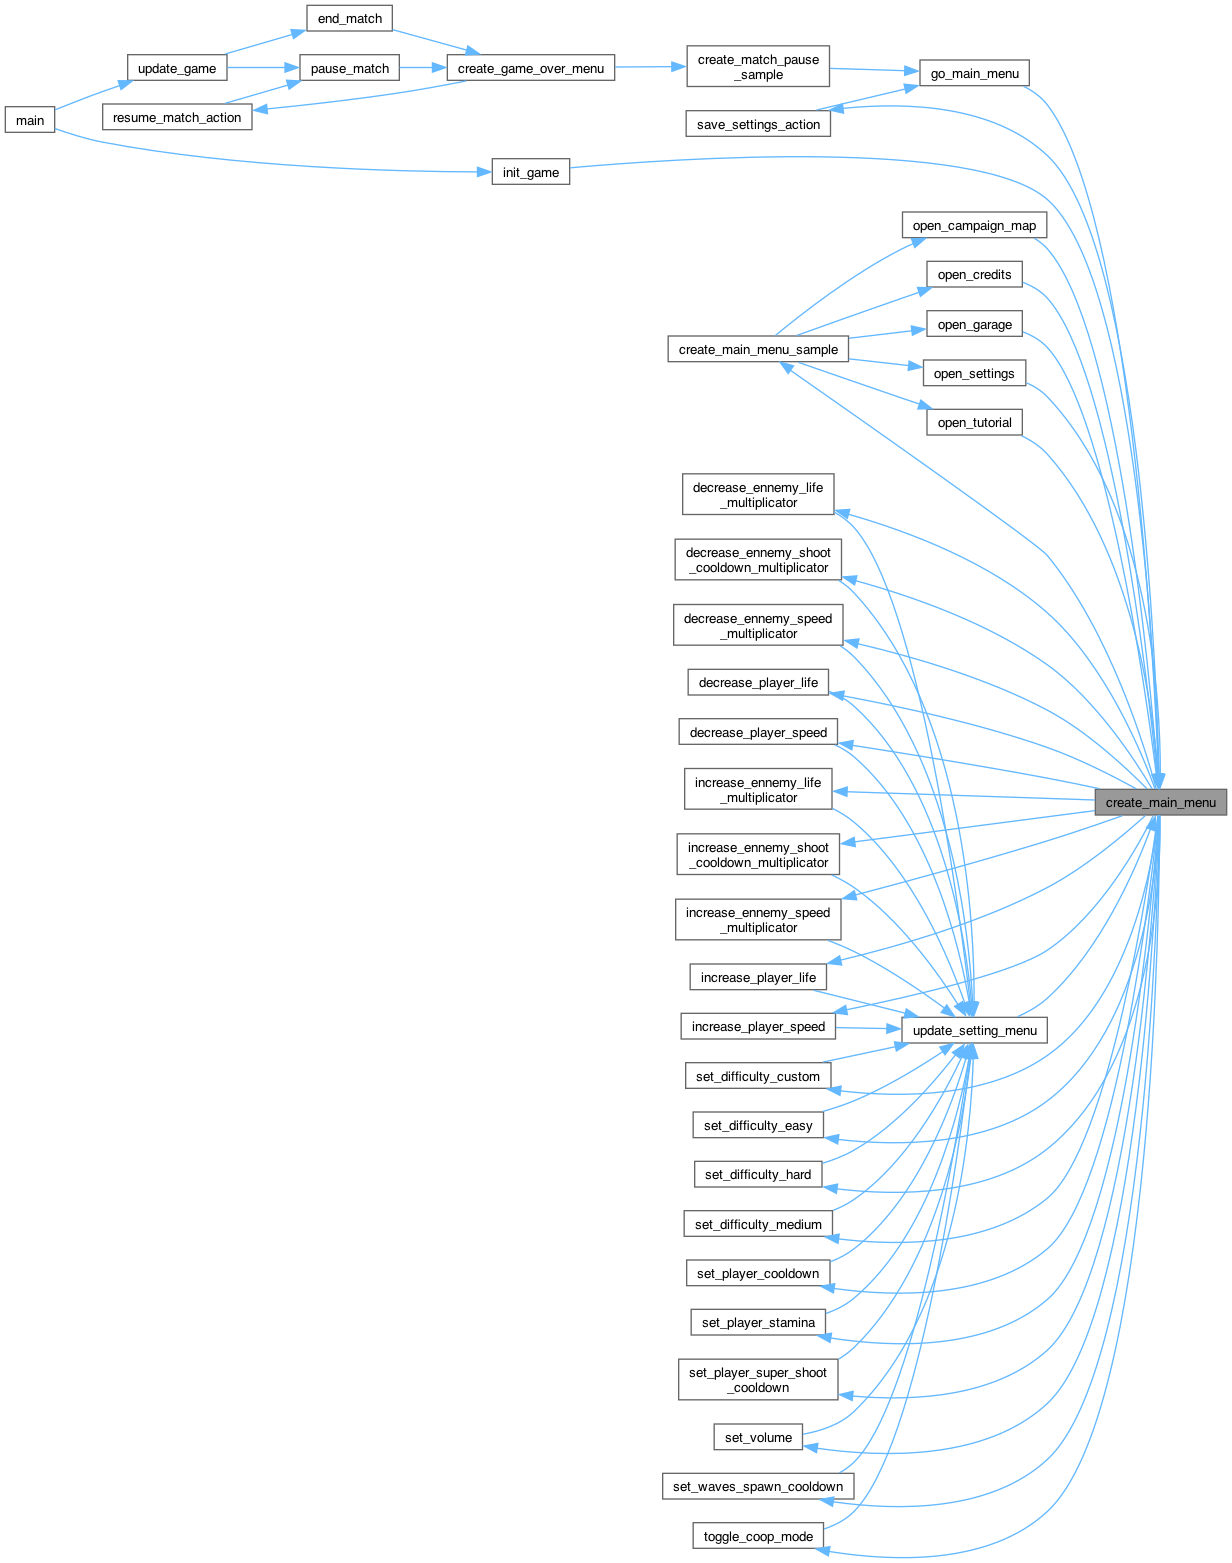 end_match
update_game
pause_match
create_game_over_menu
create_match_pause
_sample
go_main_menu
main
resume_match_action
save_settings_action
init_game
open_campaign_map
open_credits
open_garage
create_main_menu_sample
open_settings
open_tutorial
decrease_ennemy_life
_multiplicator
decrease_ennemy_shoot
_cooldown_multiplicator
decrease_ennemy_speed
_multiplicator
decrease_player_life
decrease_player_speed
increase_ennemy_life
_multiplicator
create_main_menu
increase_ennemy_shoot
_cooldown_multiplicator
increase_ennemy_speed
_multiplicator
increase_player_life
increase_player_speed
update_setting_menu
set_difficulty_custom
set_difficulty_easy
set_difficulty_hard
set_difficulty_medium
set_player_cooldown
set_player_stamina
set_player_super_shoot
_cooldown
set_volume
set_waves_spawn_cooldown
toggle_coop_mode